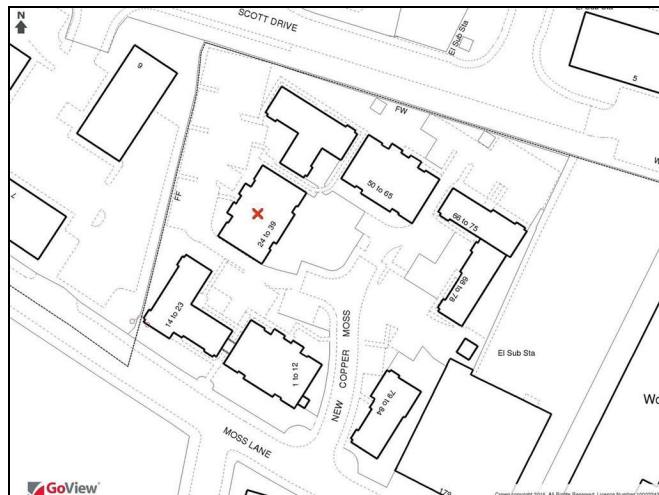 N
SCOTT DRIVE
El Sub Sta
9
5
FW
50 to 65
FF
24 to 39
66 to 75
7
14 to 23
NEW COPPER MOSS
El Sub Sta
1 to 12
79 to 84
MOSS LANE
GoView